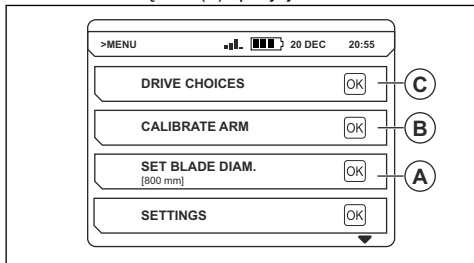 >MENU 20 DEC 20:55
DRIVE CHOICES OK
C
CALIBRATE ARM OK
B
SET BLADE DIAM. OK
[800 mm]
A
SETTINGS OK